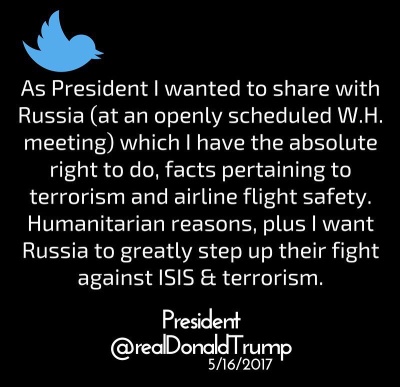 As President I wanted to share with
Russia (at an openly scheduled W.H.
meeting) which I have the absolute
right to do, facts pertaining to
terrorism and airline flight safety.
Humanitarian reasons, plus I want
Russia to greatly step up their fight
against ISIS & terrorism.
President
@realDonaldTrump
5/16/2017